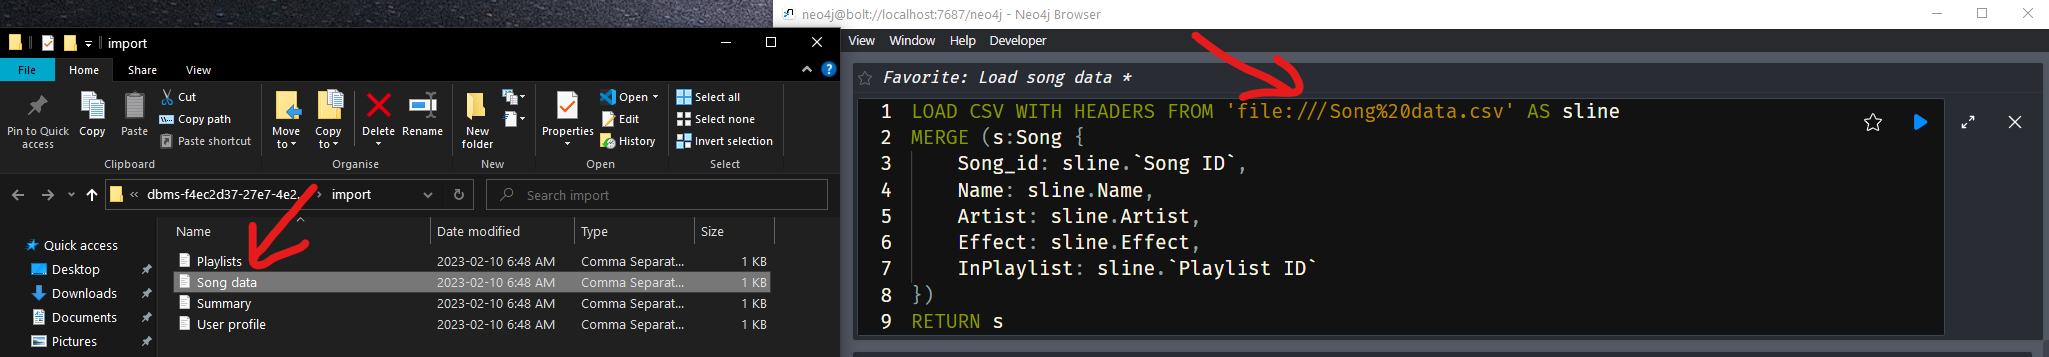 neo4j@bolt://localhost:7687/neo4j - Neo4j Browser
import
File Home Share View
View Window Help Developer
Favorite: Load song data *
Pin to Quick access
Copy
Paste
Cut
Copy path
Paste shortcut
Clipboard
Move to
Copy to
Delete
Rename
Organise
New folder
New
Properties
Open
Edit
History
Open
Select all
Select none
Invert selection
Select
« dbms-f4ec2d37-27e7-4e2... › import
Search import
Quick access
Desktop
Downloads
Documents
Pictures
Name Date modified Type Size
Playlists 2023-02-10 6:48 AM Comma Separat... 1 KB
Song data 2023-02-10 6:48 AM Comma Separat... 1 KB
Summary 2023-02-10 6:48 AM Comma Separat... 1 KB
User profile 2023-02-10 6:48 AM Comma Separat... 1 KB
1 LOAD CSV WITH HEADERS FROM 'file:///Song%20data.csv' AS sline
2 MERGE (s:Song {
3 Song_id: sline.`Song ID`,
4 Name: sline.Name,
5 Artist: sline.Artist,
6 Effect: sline.Effect,
7 InPlaylist: sline.`Playlist ID`
8 })
9 RETURN s